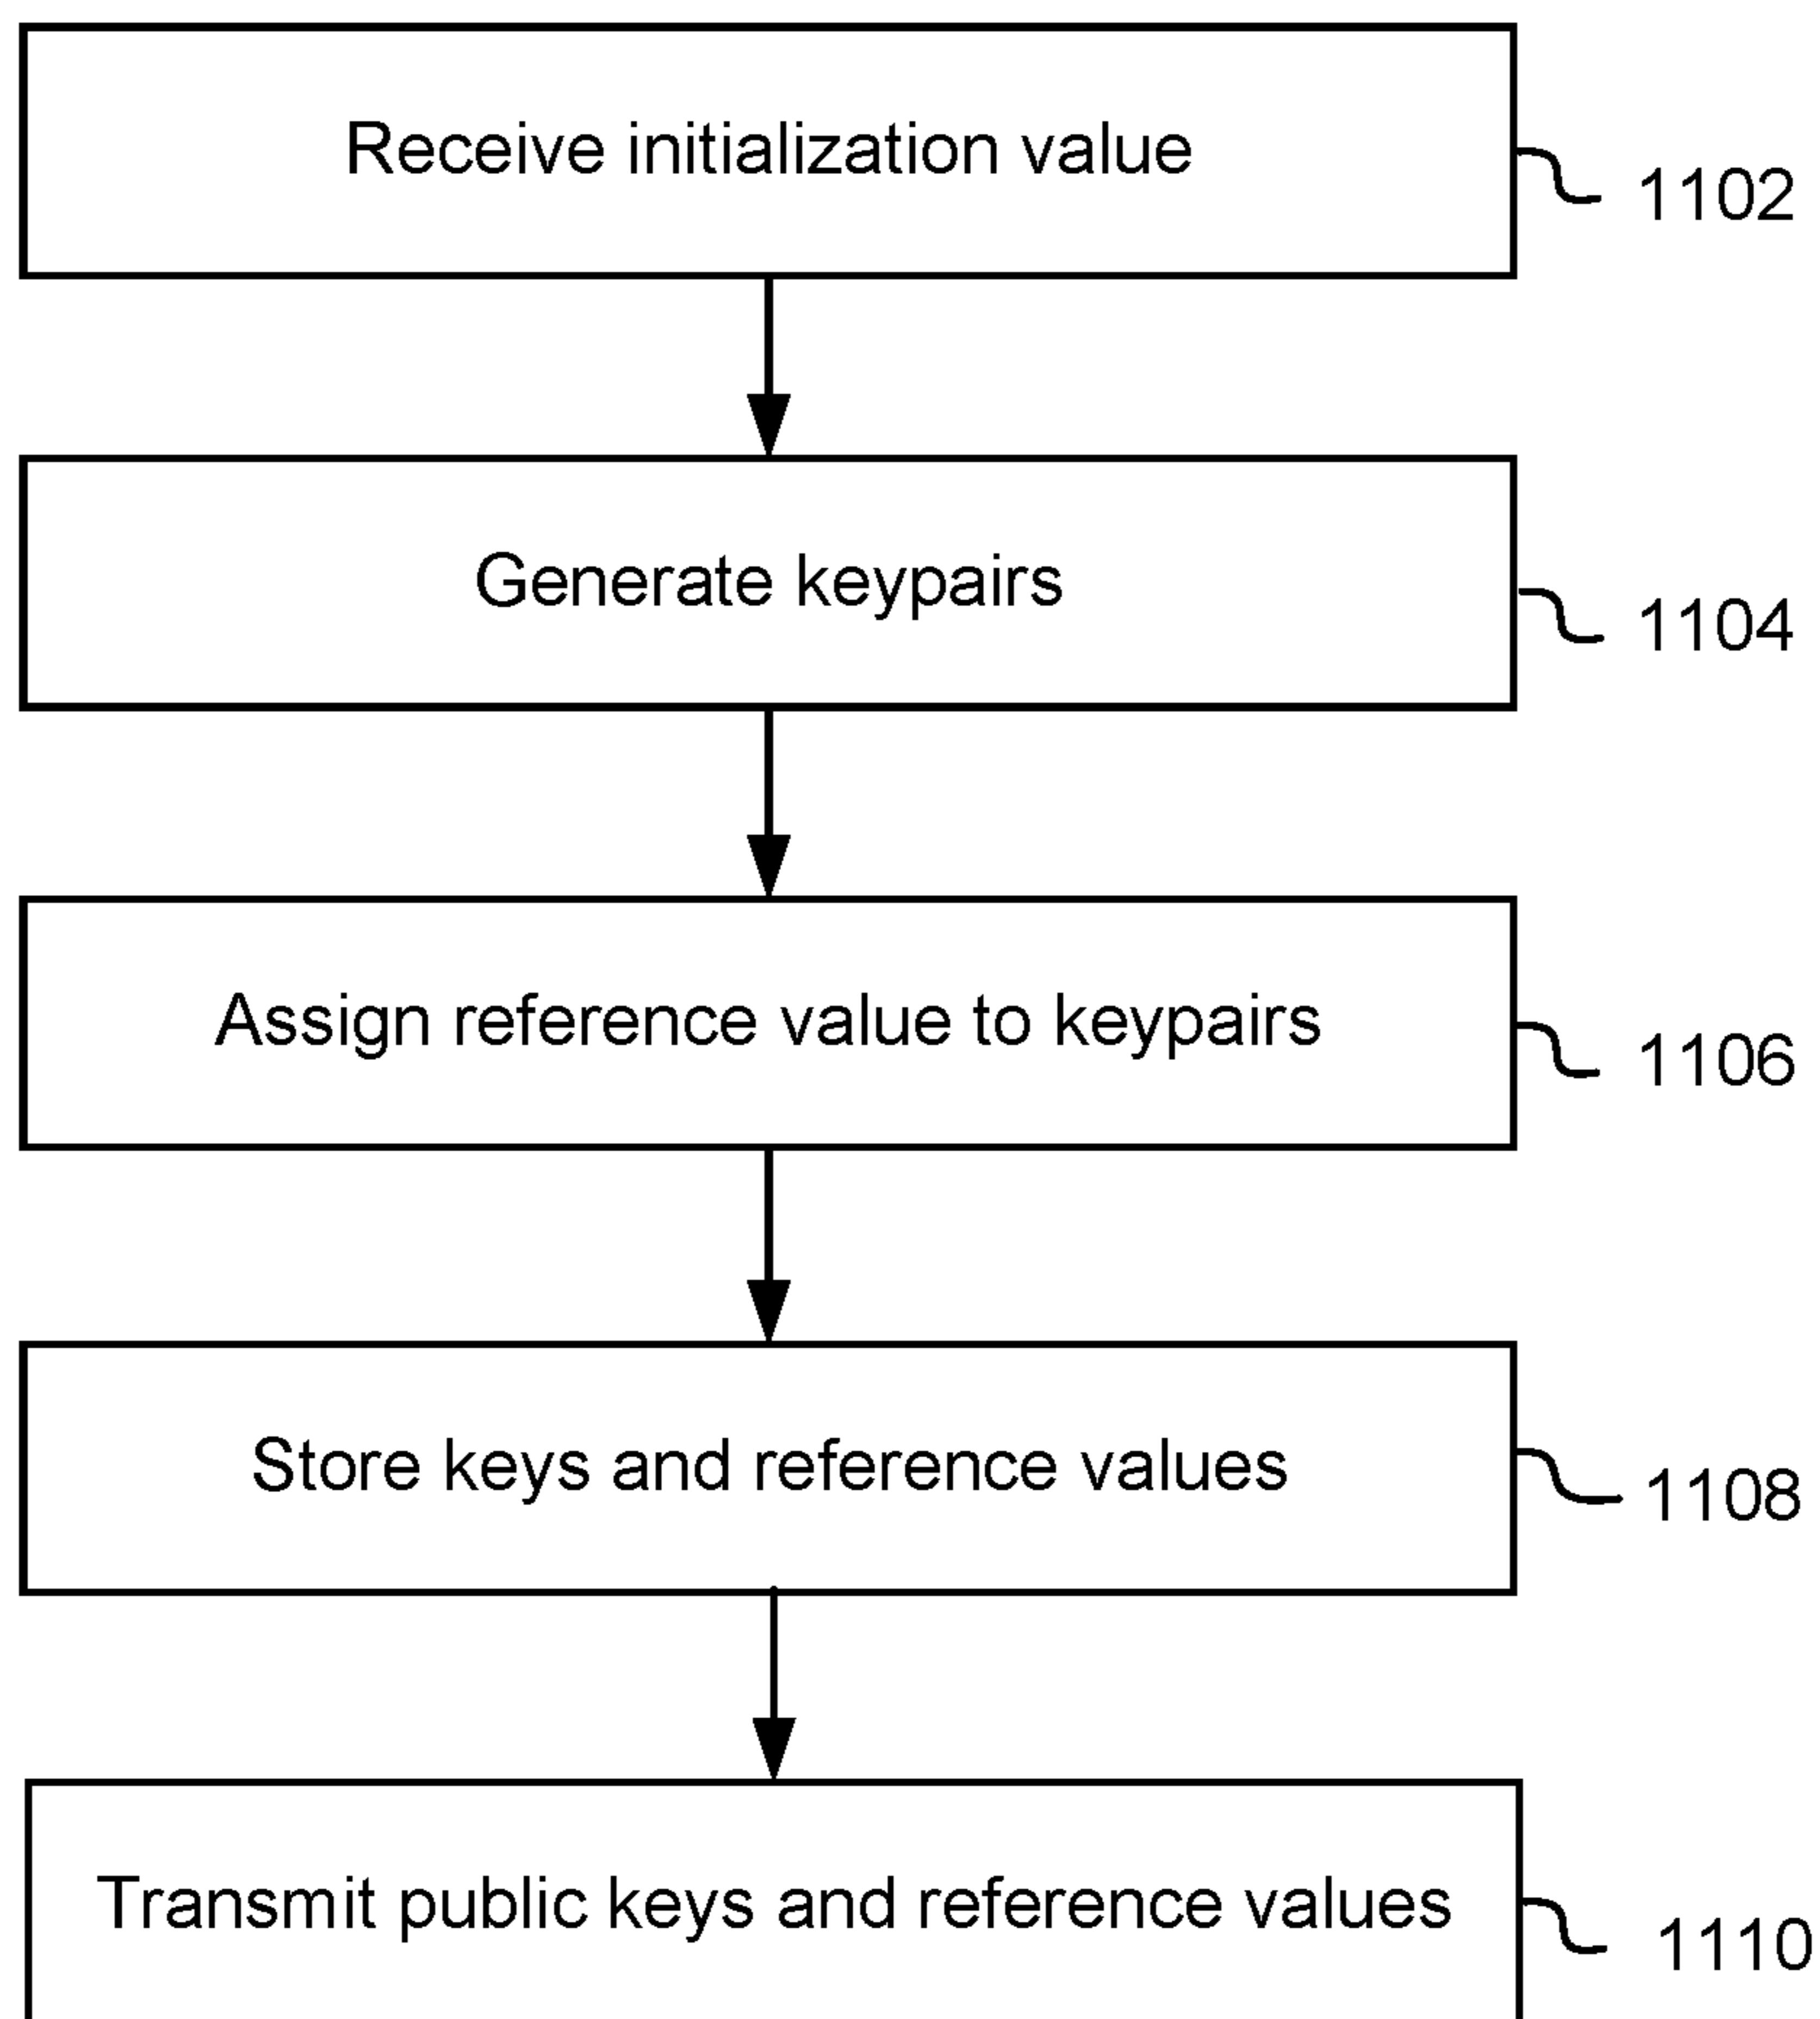 Receive initialization value
1102
Generate keypairs
1104
Assign reference value to keypairs
1106
Store keys and reference values
1108
Transmit public keys and reference values
1110